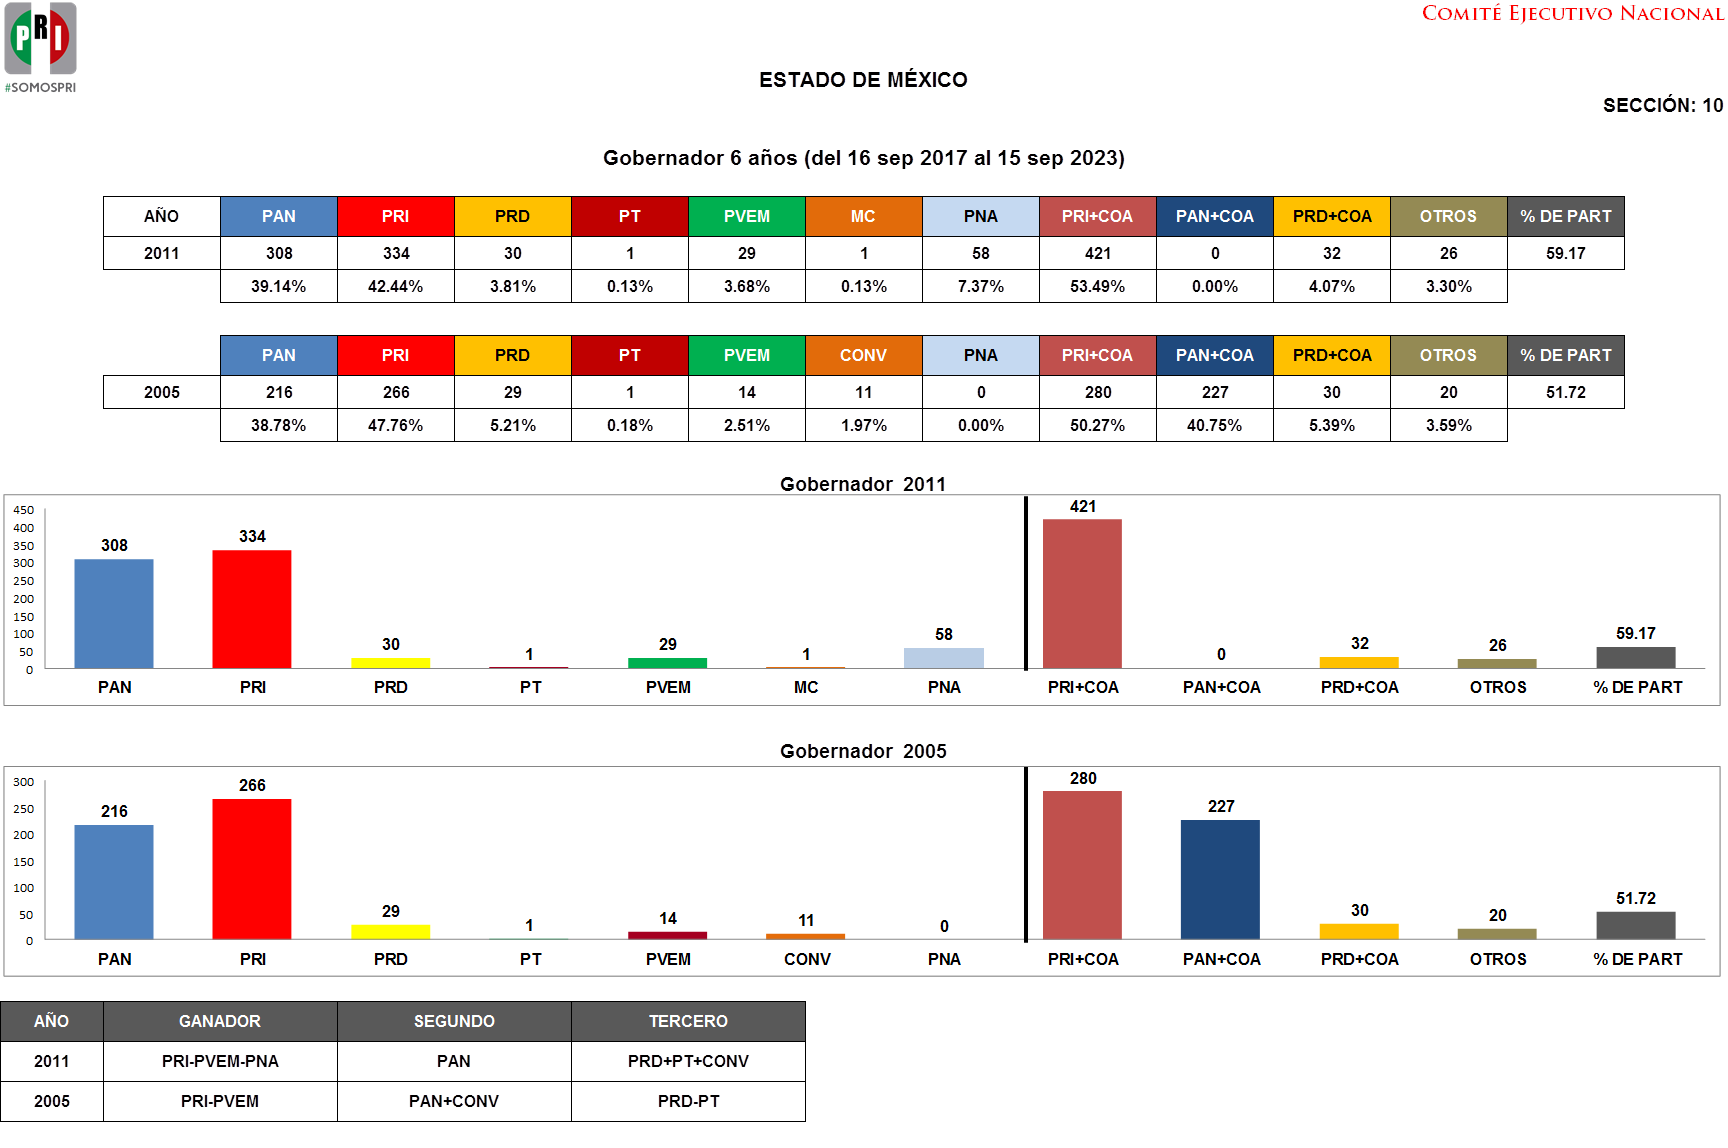 PRI
#SOMOSPRI
COMITÉ EJECUTIVO NACIONAL
ESTADO DE MÉXICO
SECCIÓN: 10
Gobernador 6 años (del 16 sep 2017 al 15 sep 2023)
AÑO PAN PRI PRD PT PVEM MC PNA PRI+COA PAN+COA PRD+COA OTROS % DE PART
2011 308 334 30 1 29 1 58 421 0 32 26 59.17
39.14% 42.44% 3.81% 0.13% 3.68% 0.13% 7.37% 53.49% 0.00% 4.07% 3.30%
PAN PRI PRD PT PVEM CONV PNA PRI+COA PAN+COA PRD+COA OTROS % DE PART
2005 216 266 29 1 14 11 0 280 227 30 20 51.72
38.78% 47.76% 5.21% 0.18% 2.51% 1.97% 0.00% 50.27% 40.75% 5.39% 3.59%
Gobernador 2011
450
400
350
300
250
200
150
100
50
0
308 334 30 1 29 1 58 421 0 32 26 59.17
PAN PRI PRD PT PVEM MC PNA PRI+COA PAN+COA PRD+COA OTROS % DE PART
Gobernador 2005
300
250
200
150
100
50
0
216 266 29 1 14 11 0 280 227 30 20 51.72
PAN PRI PRD PT PVEM CONV PNA PRI+COA PAN+COA PRD+COA OTROS % DE PART
AÑO GANADOR SEGUNDO TERCERO
2011 PRI-PVEM-PNA PAN PRD+PT+CONV
2005 PRI-PVEM PAN+CONV PRD-PT